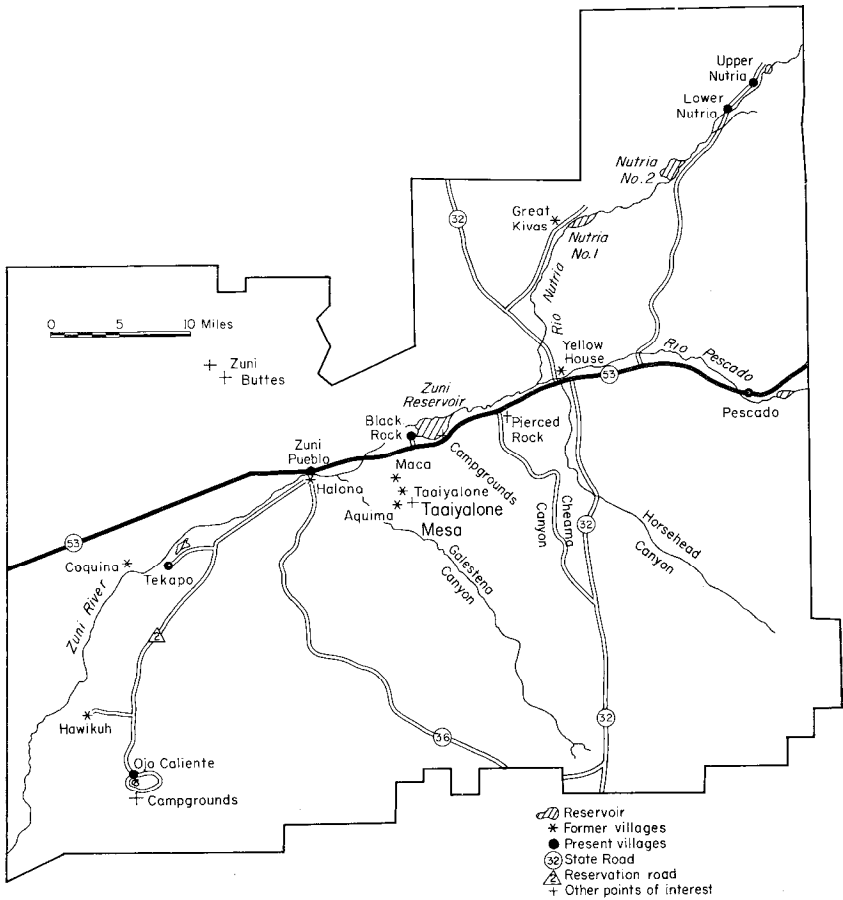 Upper
Nutria
Lower
Nutria
Nutria
No. 2
32
Great
Kivas
Nutria
No. 1
Rio Nutria
0 5 10 Miles
Zuni
Buttes
Yellow
House
Rio Pescado
53
Zuni
Reservoir
Pescado
Black
Rock
Pierced
Rock
Zuni
Pueblo
Campgrounds
Maca
Halona
Taaiyalone
Aquima
Taaiyalone
Mesa
Cheama
Canyon
32
Horsehead
Canyon
53
Coquina
Tekapo
Galestena
Canyon
Zuni River
2
Hawikuh
32
36
Ojo Caliente
Campgrounds
Reservoir
Former villages
Present villages
32 State Road
2 Reservation road
Other points of interest